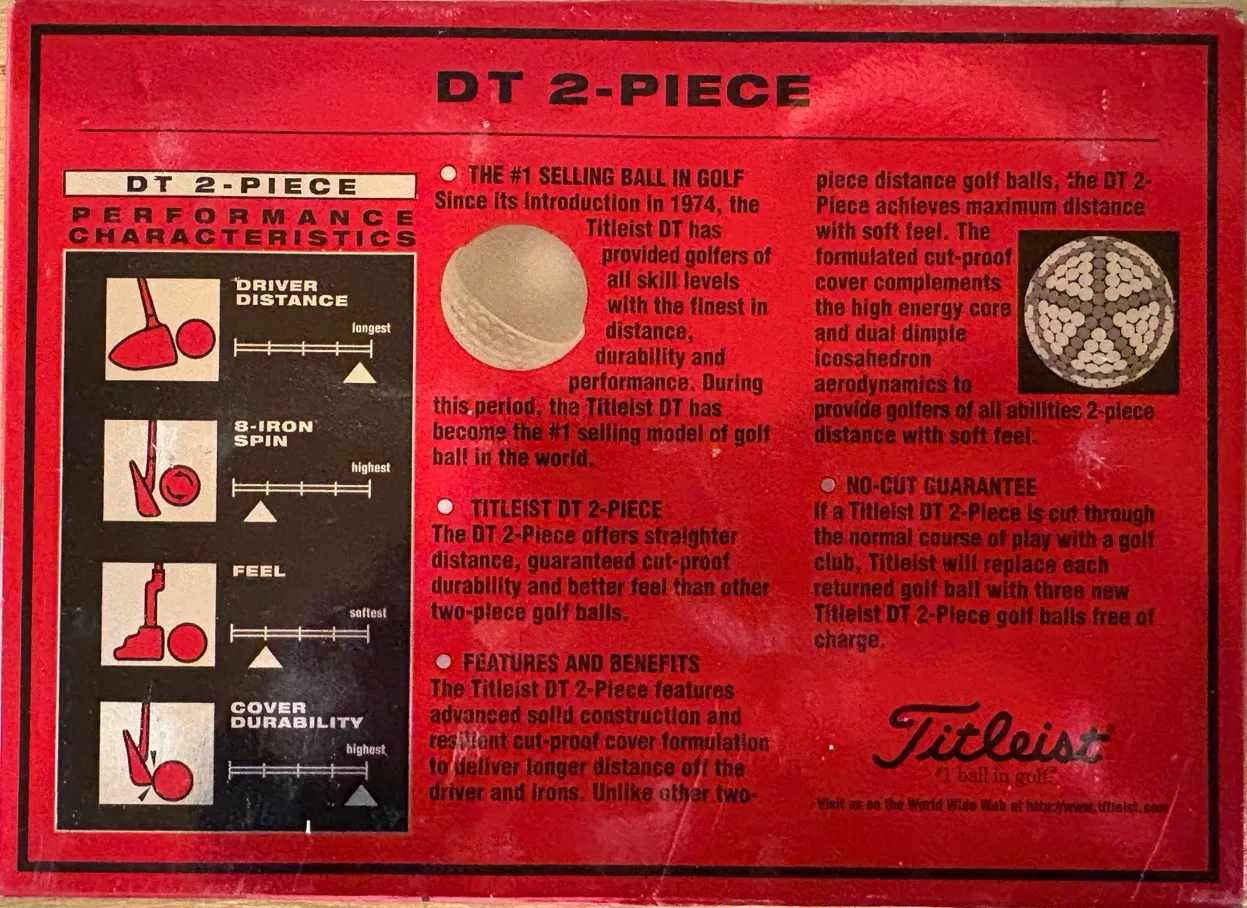 DT 2-PIECE
DT 2-PIECE
PERFORMANCE
CHARACTERISTICS
DRIVER
DISTANCE
longest
8-IRON
SPIN
highest
FEEL
softest
COVER
DURABILITY
highest
THE #1 SELLING BALL IN GOLF
Since its introduction in 1974, the
Titleist DT has
provided golfers of
all skill levels
with the finest in
distance,
durability and
performance. During
this period, the Titleist DT has
become the #1 selling model of golf
ball in the world.
TITLEIST DT 2-PIECE
The DT 2-Piece offers straighter
distance, guaranteed cut-proof
durability and better feel than other
two-piece golf balls.
FEATURES AND BENEFITS
The Titleist DT 2-Piece features
advanced solid construction and
resilient cut-proof cover formulation
to deliver longer distance off the
driver and irons. Unlike other two-
piece distance golf balls, the DT 2-
Piece achieves maximum distance
with soft feel. The
formulated cut-proof
cover complements
the high energy core
and dual dimple
icosahedron
aerodynamics to
provide golfers of all abilities 2-piece
distance with soft feel.
NO-CUT GUARANTEE
If a Titleist DT 2-Piece is cut through
the normal course of play with a golf
club, Titleist will replace each
returned golf ball with three new
Titleist DT 2-Piece golf balls free of
charge.
Titleist®
"1 ball in golf."
Visit us on the World Wide Web at http://www.titleist.com